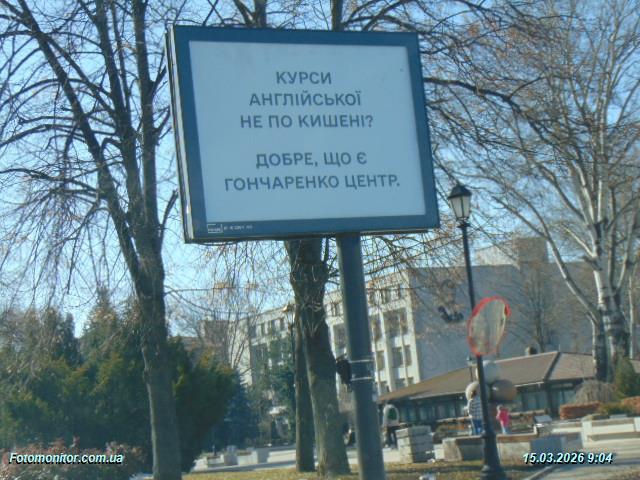 КУРСИ
АНГЛІЙСЬКОЇ
НЕ ПО КИШЕНІ?
ДОБРЕ, ЩО Є
ГОНЧАРЕНКО ЦЕНТР.
Fotomonitor.com.ua
15.03.2026 9:04